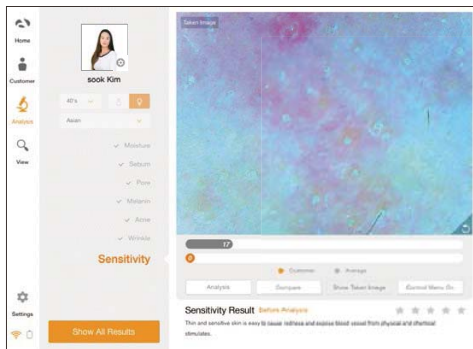 Home
Customer
Analysis
View
Settings
sook Kim
40's
Asian
Moisture
Sebum
Pore
Melanin
Acne
Wrinkle
Sensitivity
Show All Results
Taken Image
17
0
Customer
Average
Analysis
Compare
Show Taken Image
Control Menu On
Sensitivity Result Before Analysis
Thin and sensitive skin is easy to cause redness and expose blood vessel from physical and chemical
stimulates.